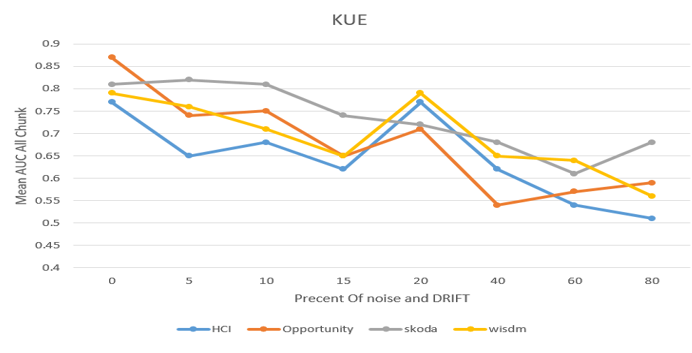 KUE
0.9
0.85
0.8
0.75
0.7
0.65
0.6
0.55
0.5
0.45
0.4
Mean AUC All Chunk
0 5 10 15 20 40 60 80
Precent Of noise and DRIFT
HCI Opportunity skoda wisdm